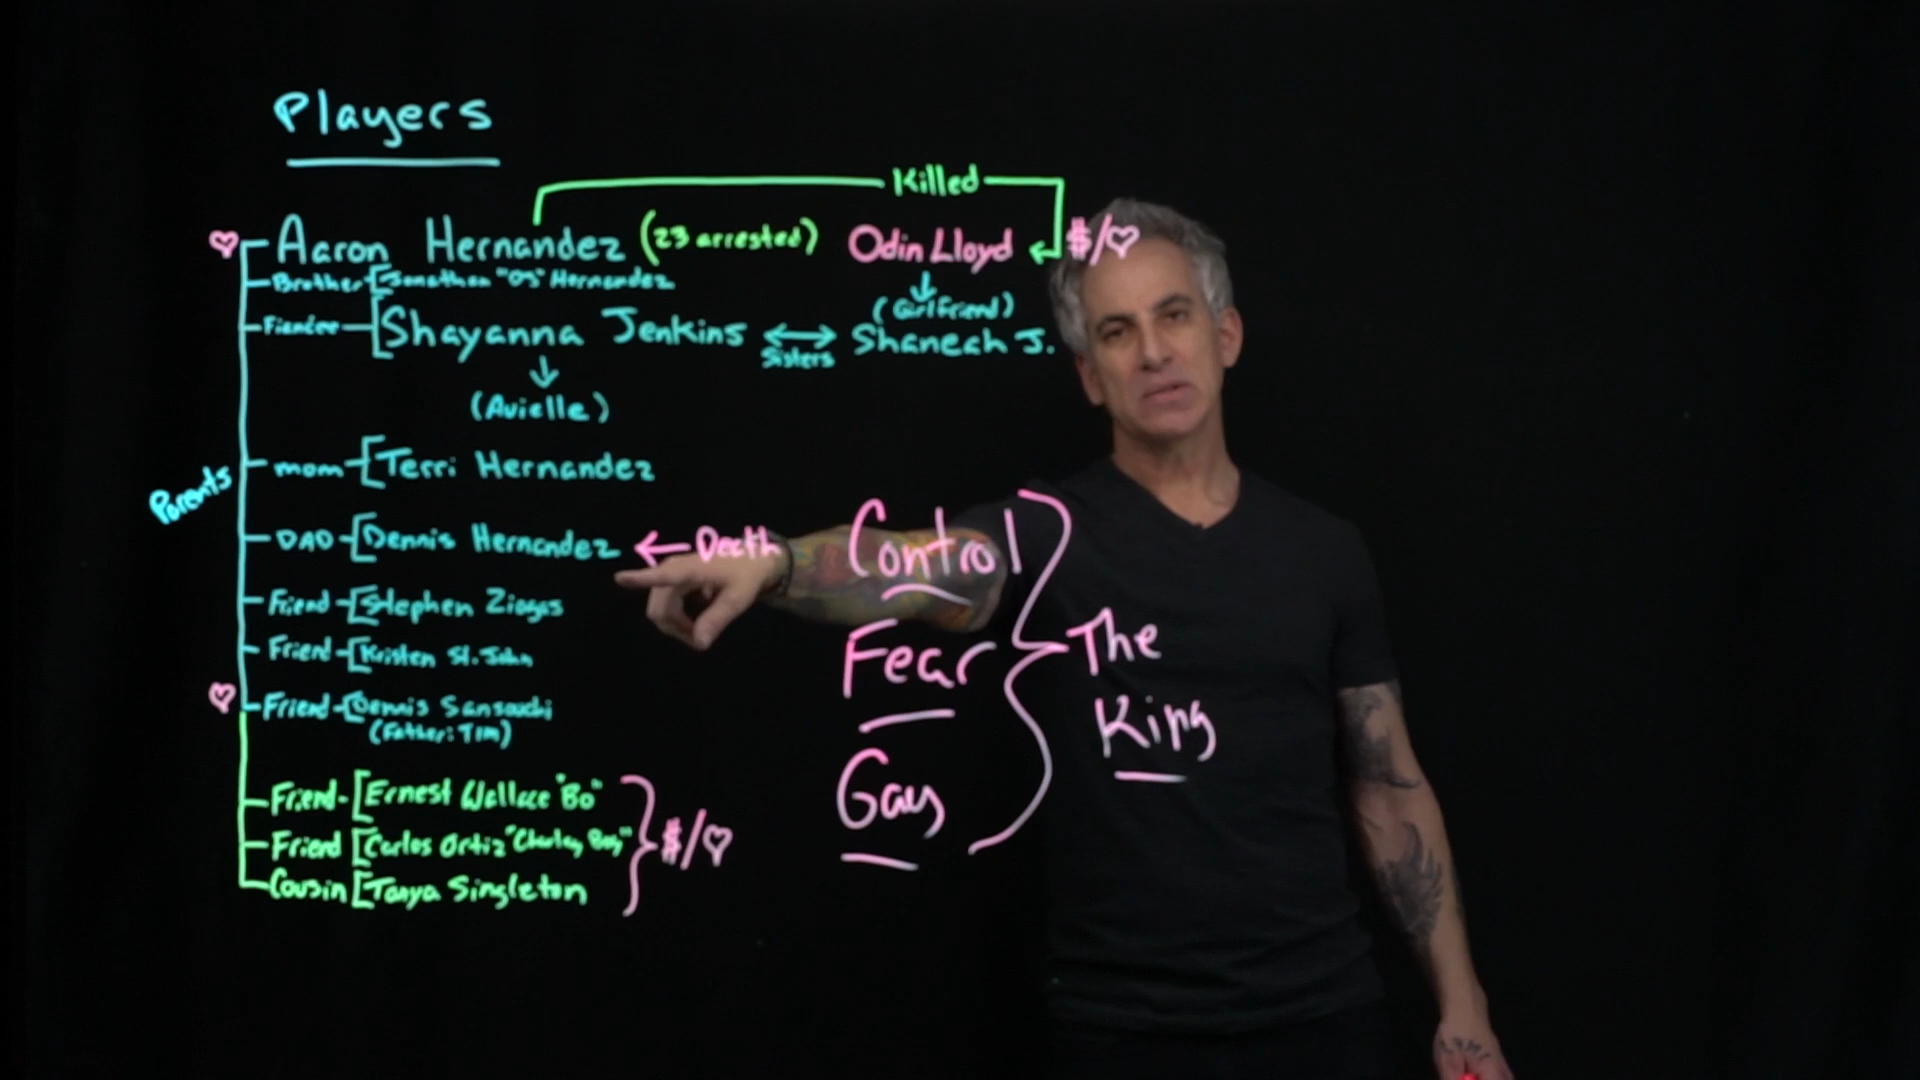 Players
Killed
Aaron Hernandez (23 arrested) Odin Lloyd $/♡
Brother [Jonathan "DJ" Hernandez
(Girlfriend)
Fiancee [Shayanna Jenkins ↔ Shaneah J.
Sisters
(Avielle)
Parents
mom [Terri Hernandez
DAD [Dennis Hernandez ← Death
Friend [Stephen Ziogas
Friend [Kristen St. John
Friend [Dennis Sansouci
(Father: Tim)
Friend [Ernest Wallace "Bo"
Friend [Carlos Ortiz "Charley Boy"
Cousin [Tanya Singleton
$/♡
Control
Fear
Gay
The
King